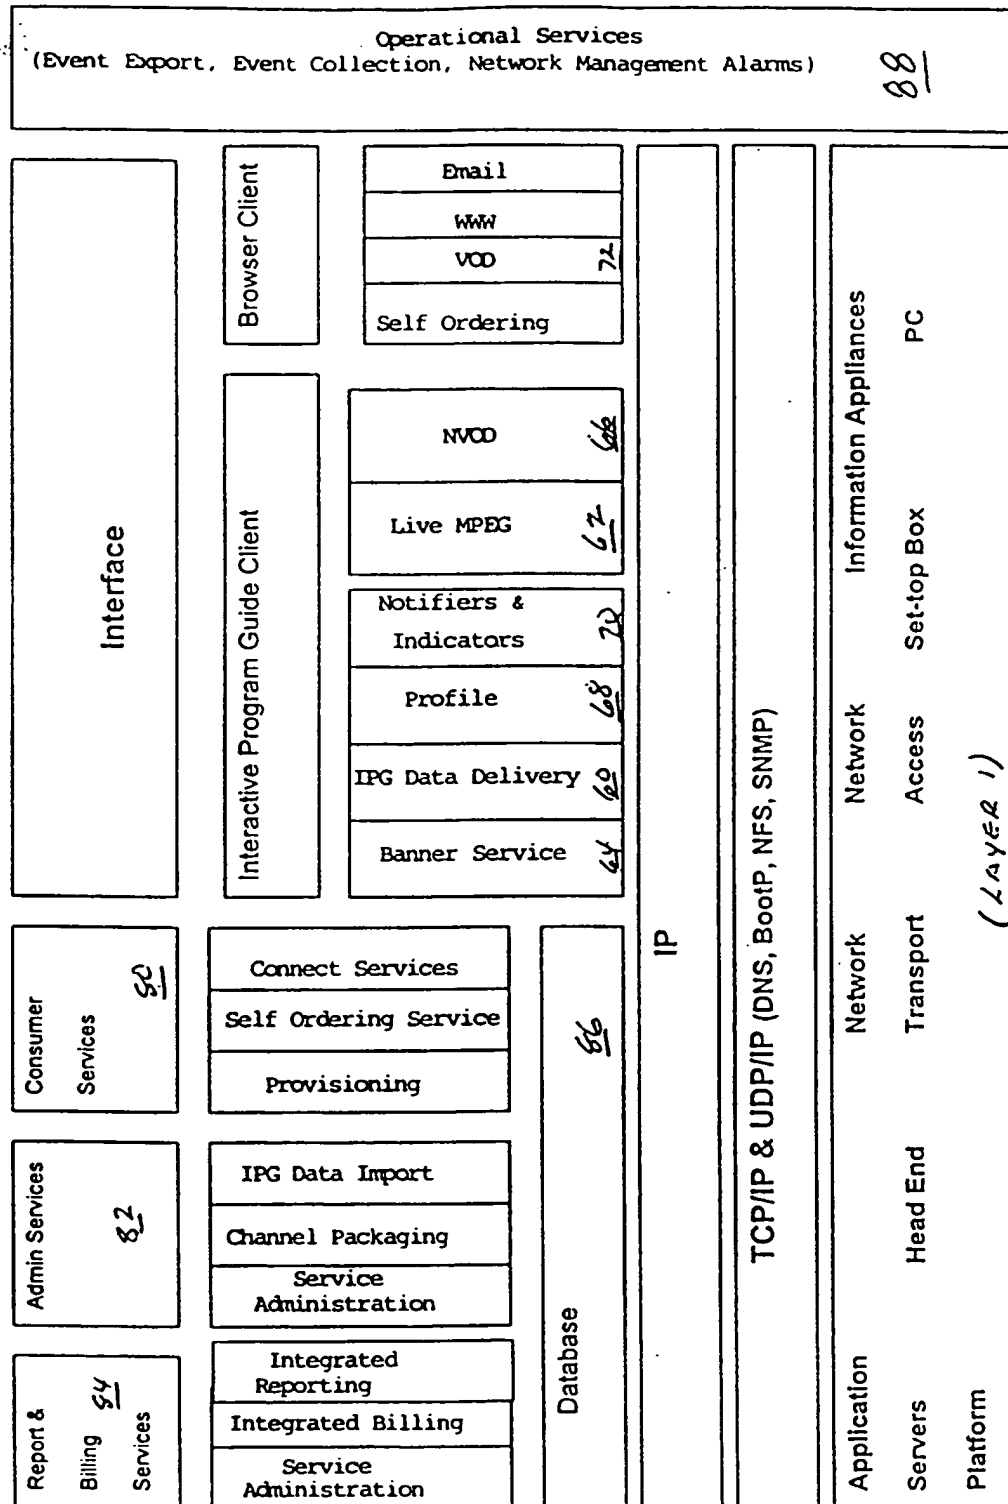 Operational Services
(Event Export, Event Collection, Network Management Alarms)
88
Interface
Browser Client
Email
WWW
VOD 72
Self Ordering
Interactive Program Guide Client
NVOD 66
Live MPEG 62
Notifiers &
Indicators 70
Profile 68
IPG Data Delivery 60
Banner Service 64
Consumer
Services 80
Connect Services
Self Ordering Service
Provisioning
Admin Services
82
IPG Data Import
Channel Packaging
Service
Administration
Report &
Billing 84
Services
Integrated
Reporting
Integrated Billing
Service
Administration
Database 86
IP
TCP/IP & UDP/IP (DNS, BootP, NFS, SNMP)
Application
Servers
Head End
Network
Transport
Network
Access
Information Appliances
Set-top Box
PC
Platform
(LAYER 1)